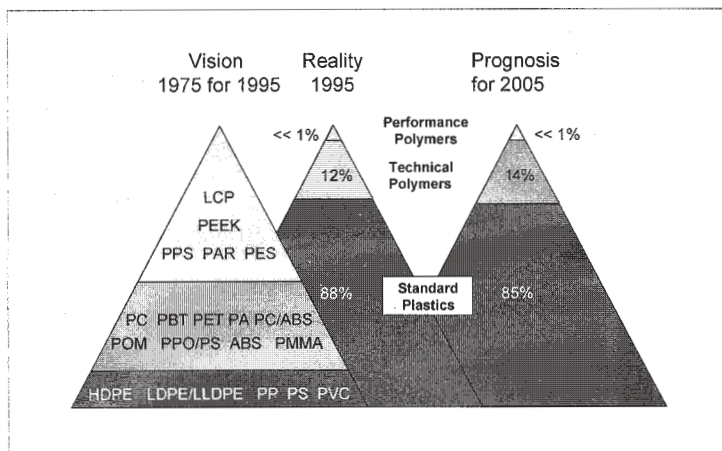 Vision
1975 for 1995
Reality
1995
Prognosis
for 2005
<< 1%
Performance
Polymers
<< 1%
12%
Technical
Polymers
14%
LCP
PEEK
PPS PAR PES
88%
Standard
Plastics
85%
PC PBT PET PA PC/ABS
POM PPO/PS ABS PMMA
HDPE LDPE/LLDPE PP PS PVC